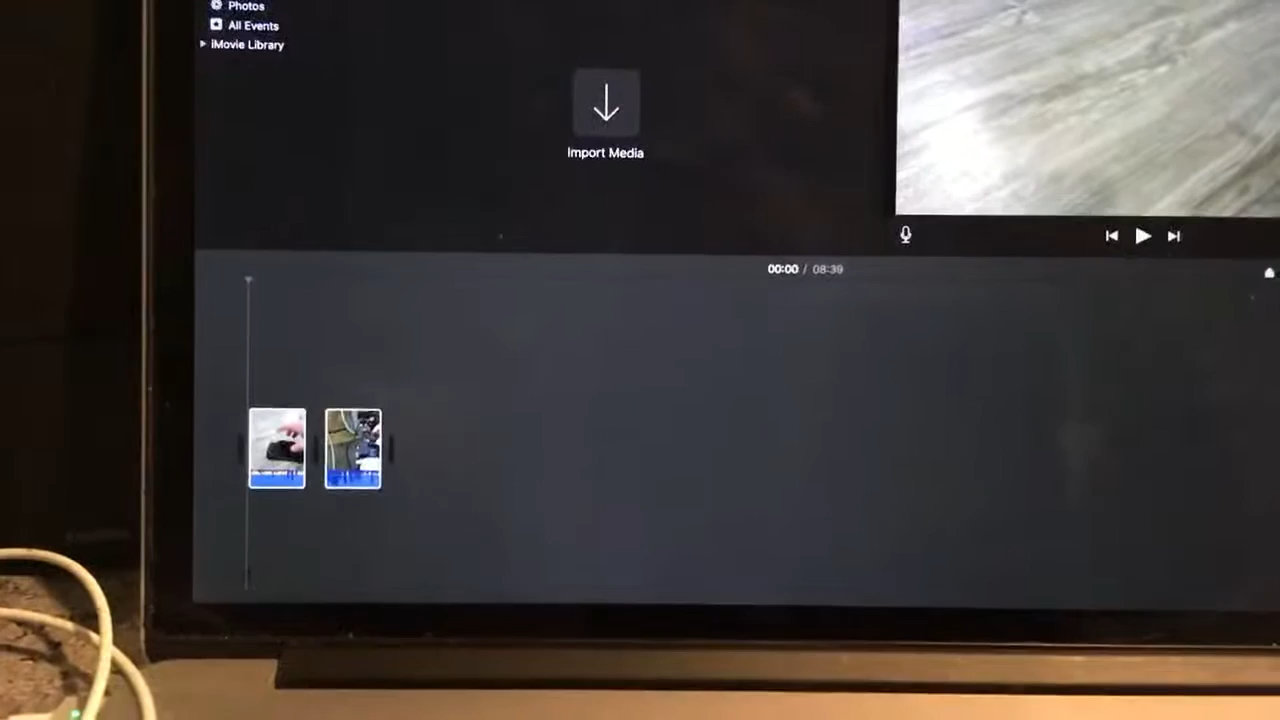 Photos
All Events
iMovie Library
Import Media
00:00 / 08:39